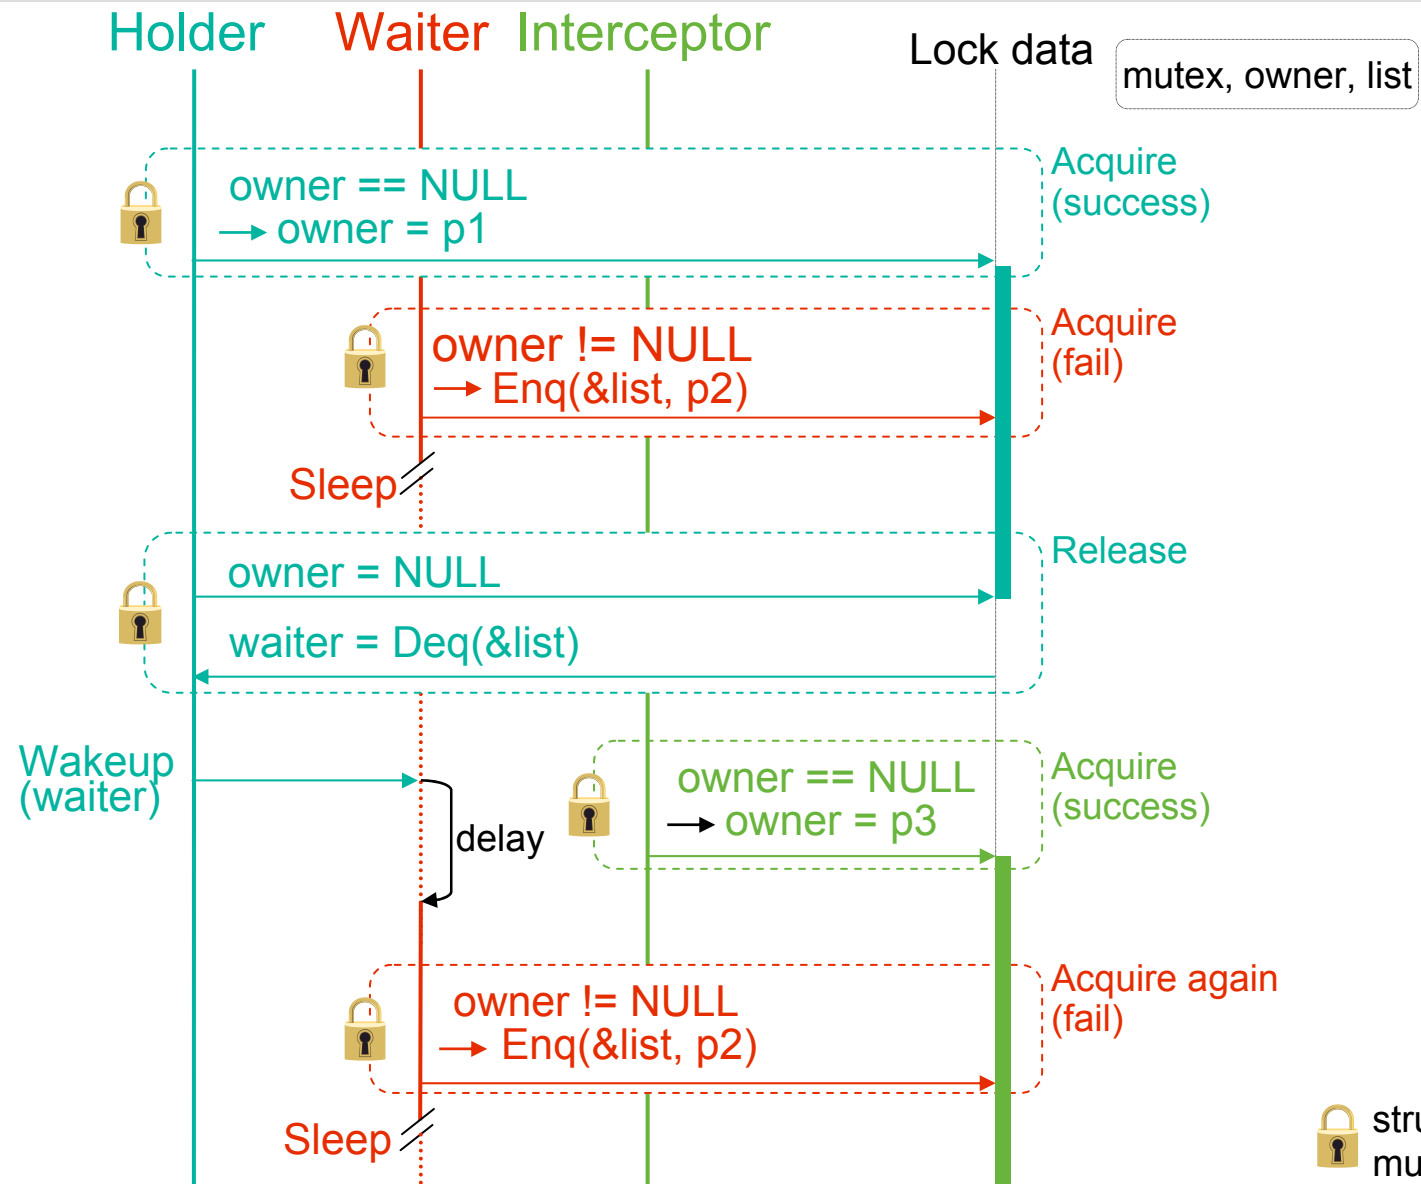 Holder Waiter Interceptor Lock data
mutex, owner, list
owner == NULL
→ owner = p1
Acquire
(success)
owner != NULL
→ Enq(&list, p2)
Acquire
(fail)
Sleep
owner = NULL
Release
waiter = Deq(&list)
Wakeup
(waiter)
delay
owner == NULL
→ owner = p3
Acquire
(success)
owner != NULL
→ Enq(&list, p2)
Acquire again
(fail)
Sleep